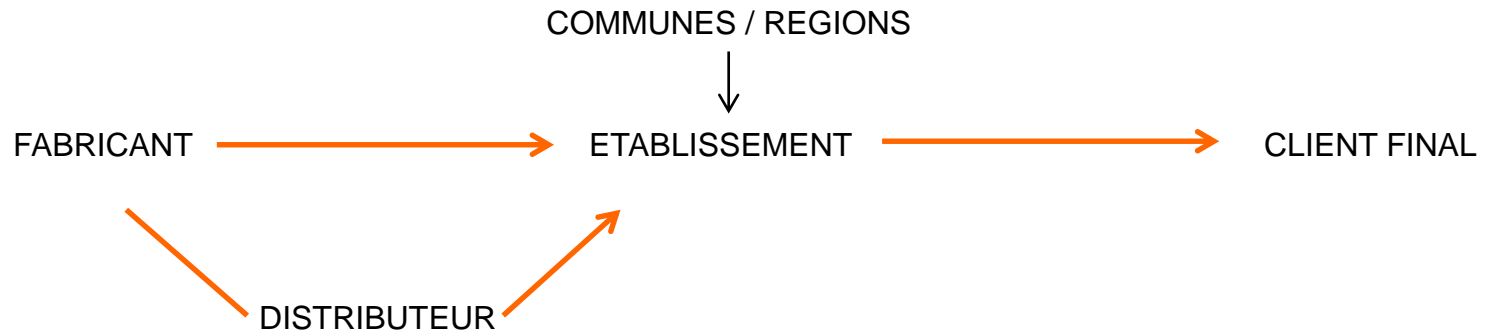 COMMUNES / REGIONS
FABRICANT
ETABLISSEMENT
CLIENT FINAL
DISTRIBUTEUR